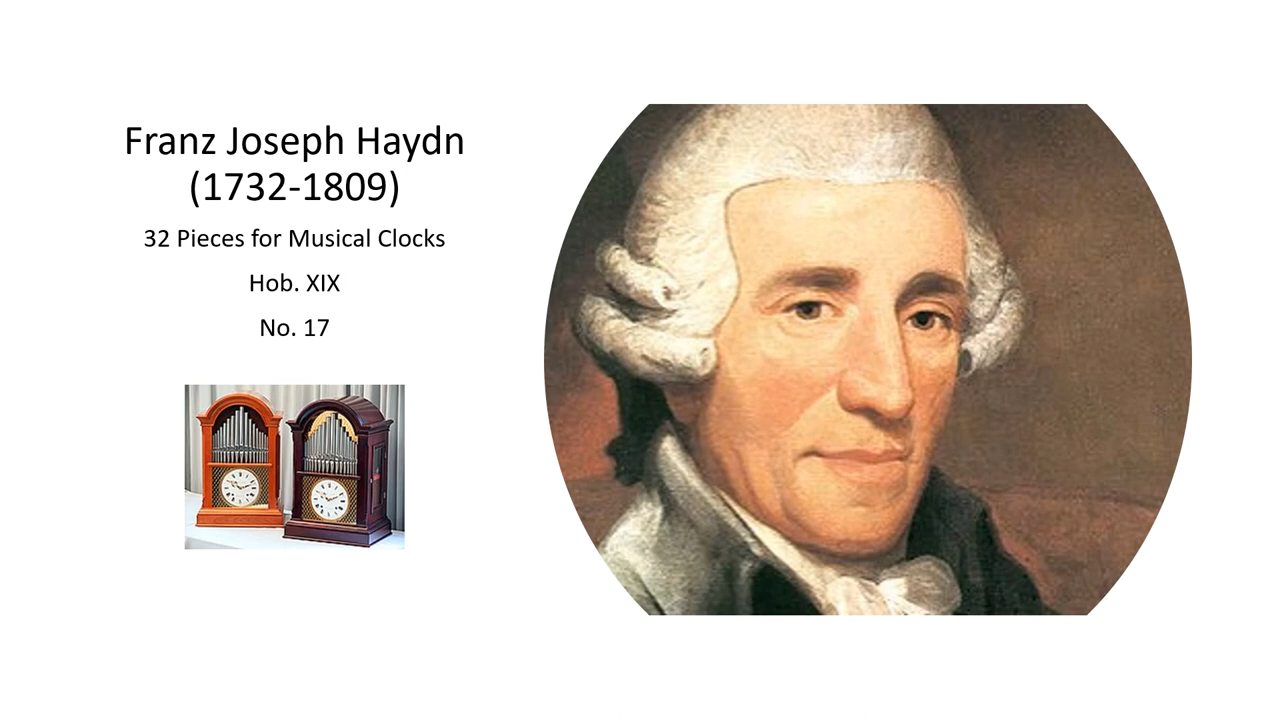 Franz Joseph Haydn
(1732-1809)
32 Pieces for Musical Clocks
Hob. XIX
No. 17